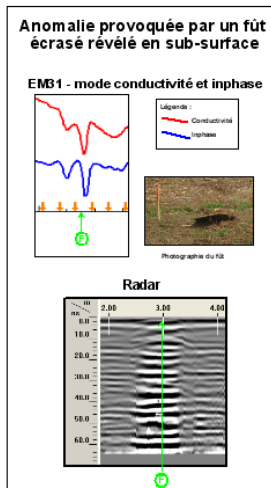 Anomalie provoquée par un fût
écrasé révélé en sub-surface
EM31 - mode conductivité et inphase
Légende :
Conductivité
Inphase
F
Photographie du fût
Radar
m
2.00 3.00 4.00
ns
0.0
10.0
20.0
30.0
40.0
50.0
60.0
F